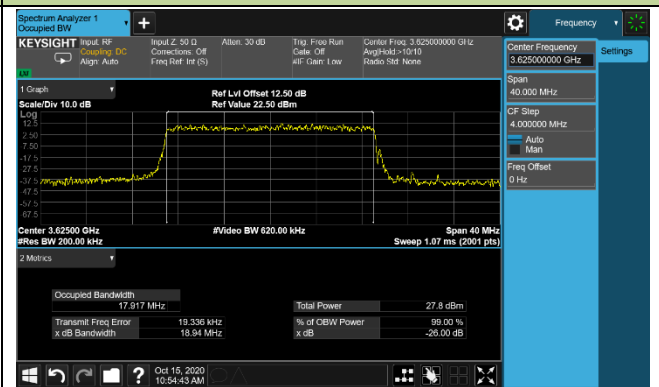 Spectrum Analyzer 1
Occupied BW
+
Frequency
KEYSIGHT
Input: RF
Coupling: DC
Align: Auto
Input Z: 50 Ω
Corrections: Off
Freq Ref: Int (S)
Atten: 30 dB
Trig: Free Run
Gate: Off
#IF Gain: Low
Center Freq: 3.625000000 GHz
Avg|Hold:>10/10
Radio Std: None
Center Frequency
3.625000000 GHz
Settings
Span
40.000 MHz
CF Step
4.000000 MHz
Auto
Man
Freq Offset
0 Hz
1 Graph
Ref Lvl Offset 12.50 dB
Scale/Div 10.0 dB
Ref Value 22.50 dBm
Log
12.5
2.50
-7.50
-17.5
-27.5
-37.5
-47.5
-57.5
-67.5
Center 3.62500 GHz
#Video BW 620.00 kHz
Span 40 MHz
#Res BW 200.00 kHz
Sweep 1.07 ms (2001 pts)
2 Metrics
Occupied Bandwidth
17.917 MHz
Total Power
27.8 dBm
Transmit Freq Error
19.336 kHz
% of OBW Power
99.00 %
x dB Bandwidth
18.94 MHz
x dB
-26.00 dB
?
Oct 15, 2020
10:54:43 AM